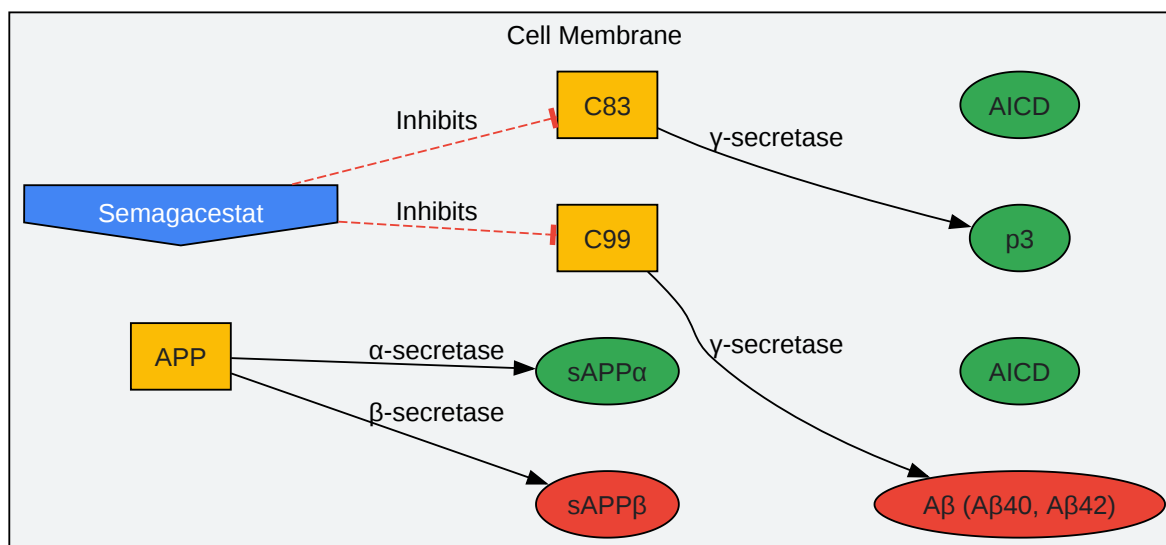 Cell Membrane
C83
AICD
Inhibits
γ-secretase
Semagacestat
Inhibits
C99
p3
APP
α-secretase
sAPPα
γ-secretase
AICD
β-secretase
sAPPβ
Aβ (Aβ40, Aβ42)